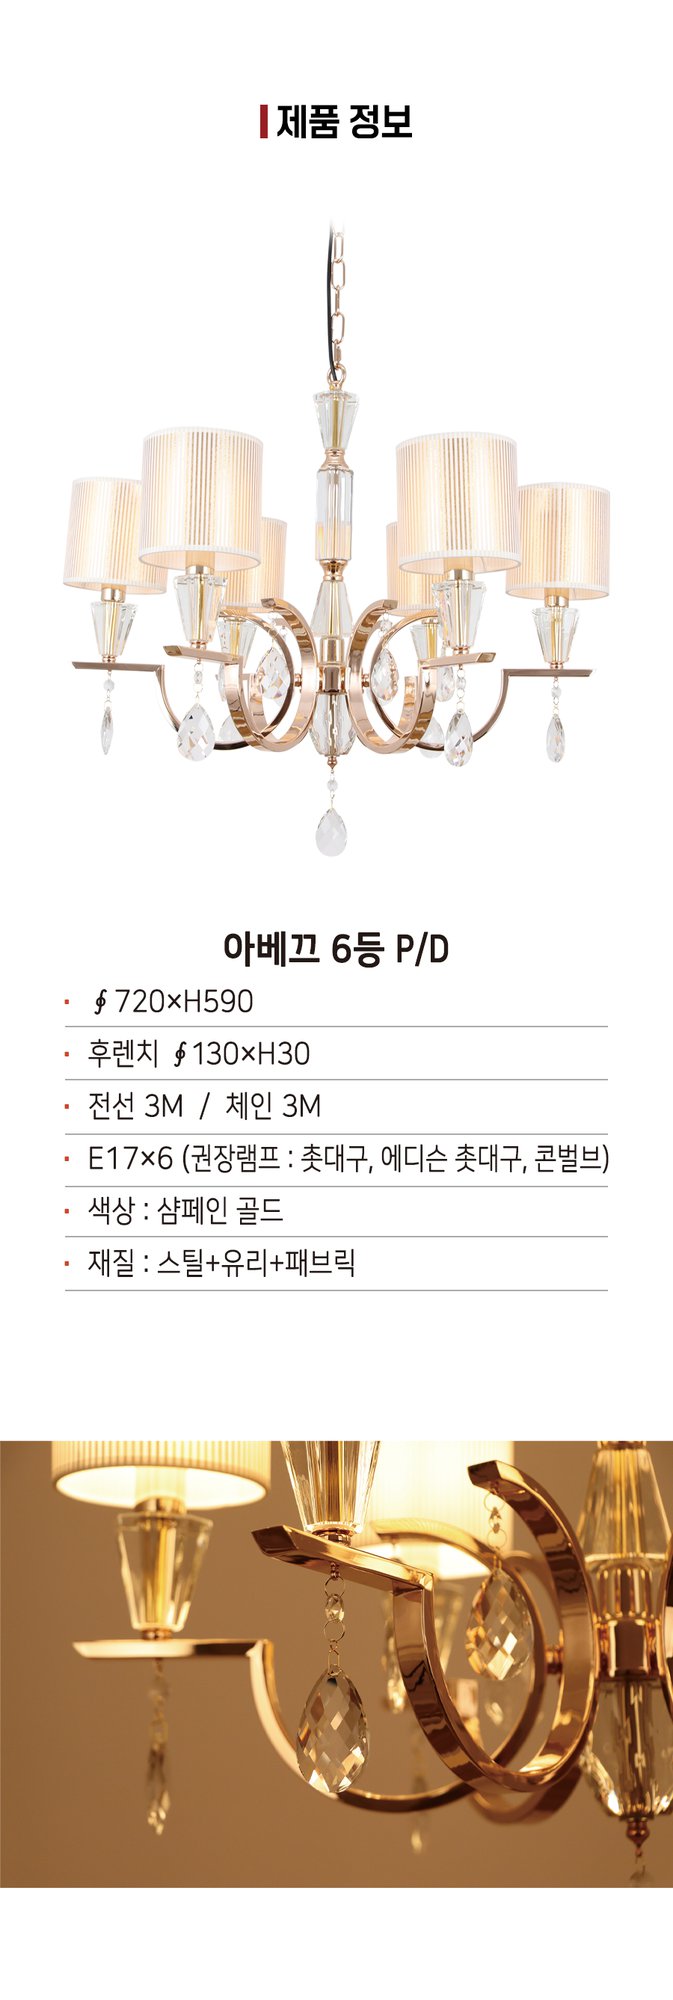 제품 정보
아베끄 6등 P/D
· ∮ 720×H590
· 후렌치 ∮130×H30
· 전선 3M / 체인 3M
· E17×6 (권장램프 : 촛대구, 에디슨 촛대구, 콘벌브)
· 색상 : 샴페인 골드
· 재질 : 스틸+유리+패브릭